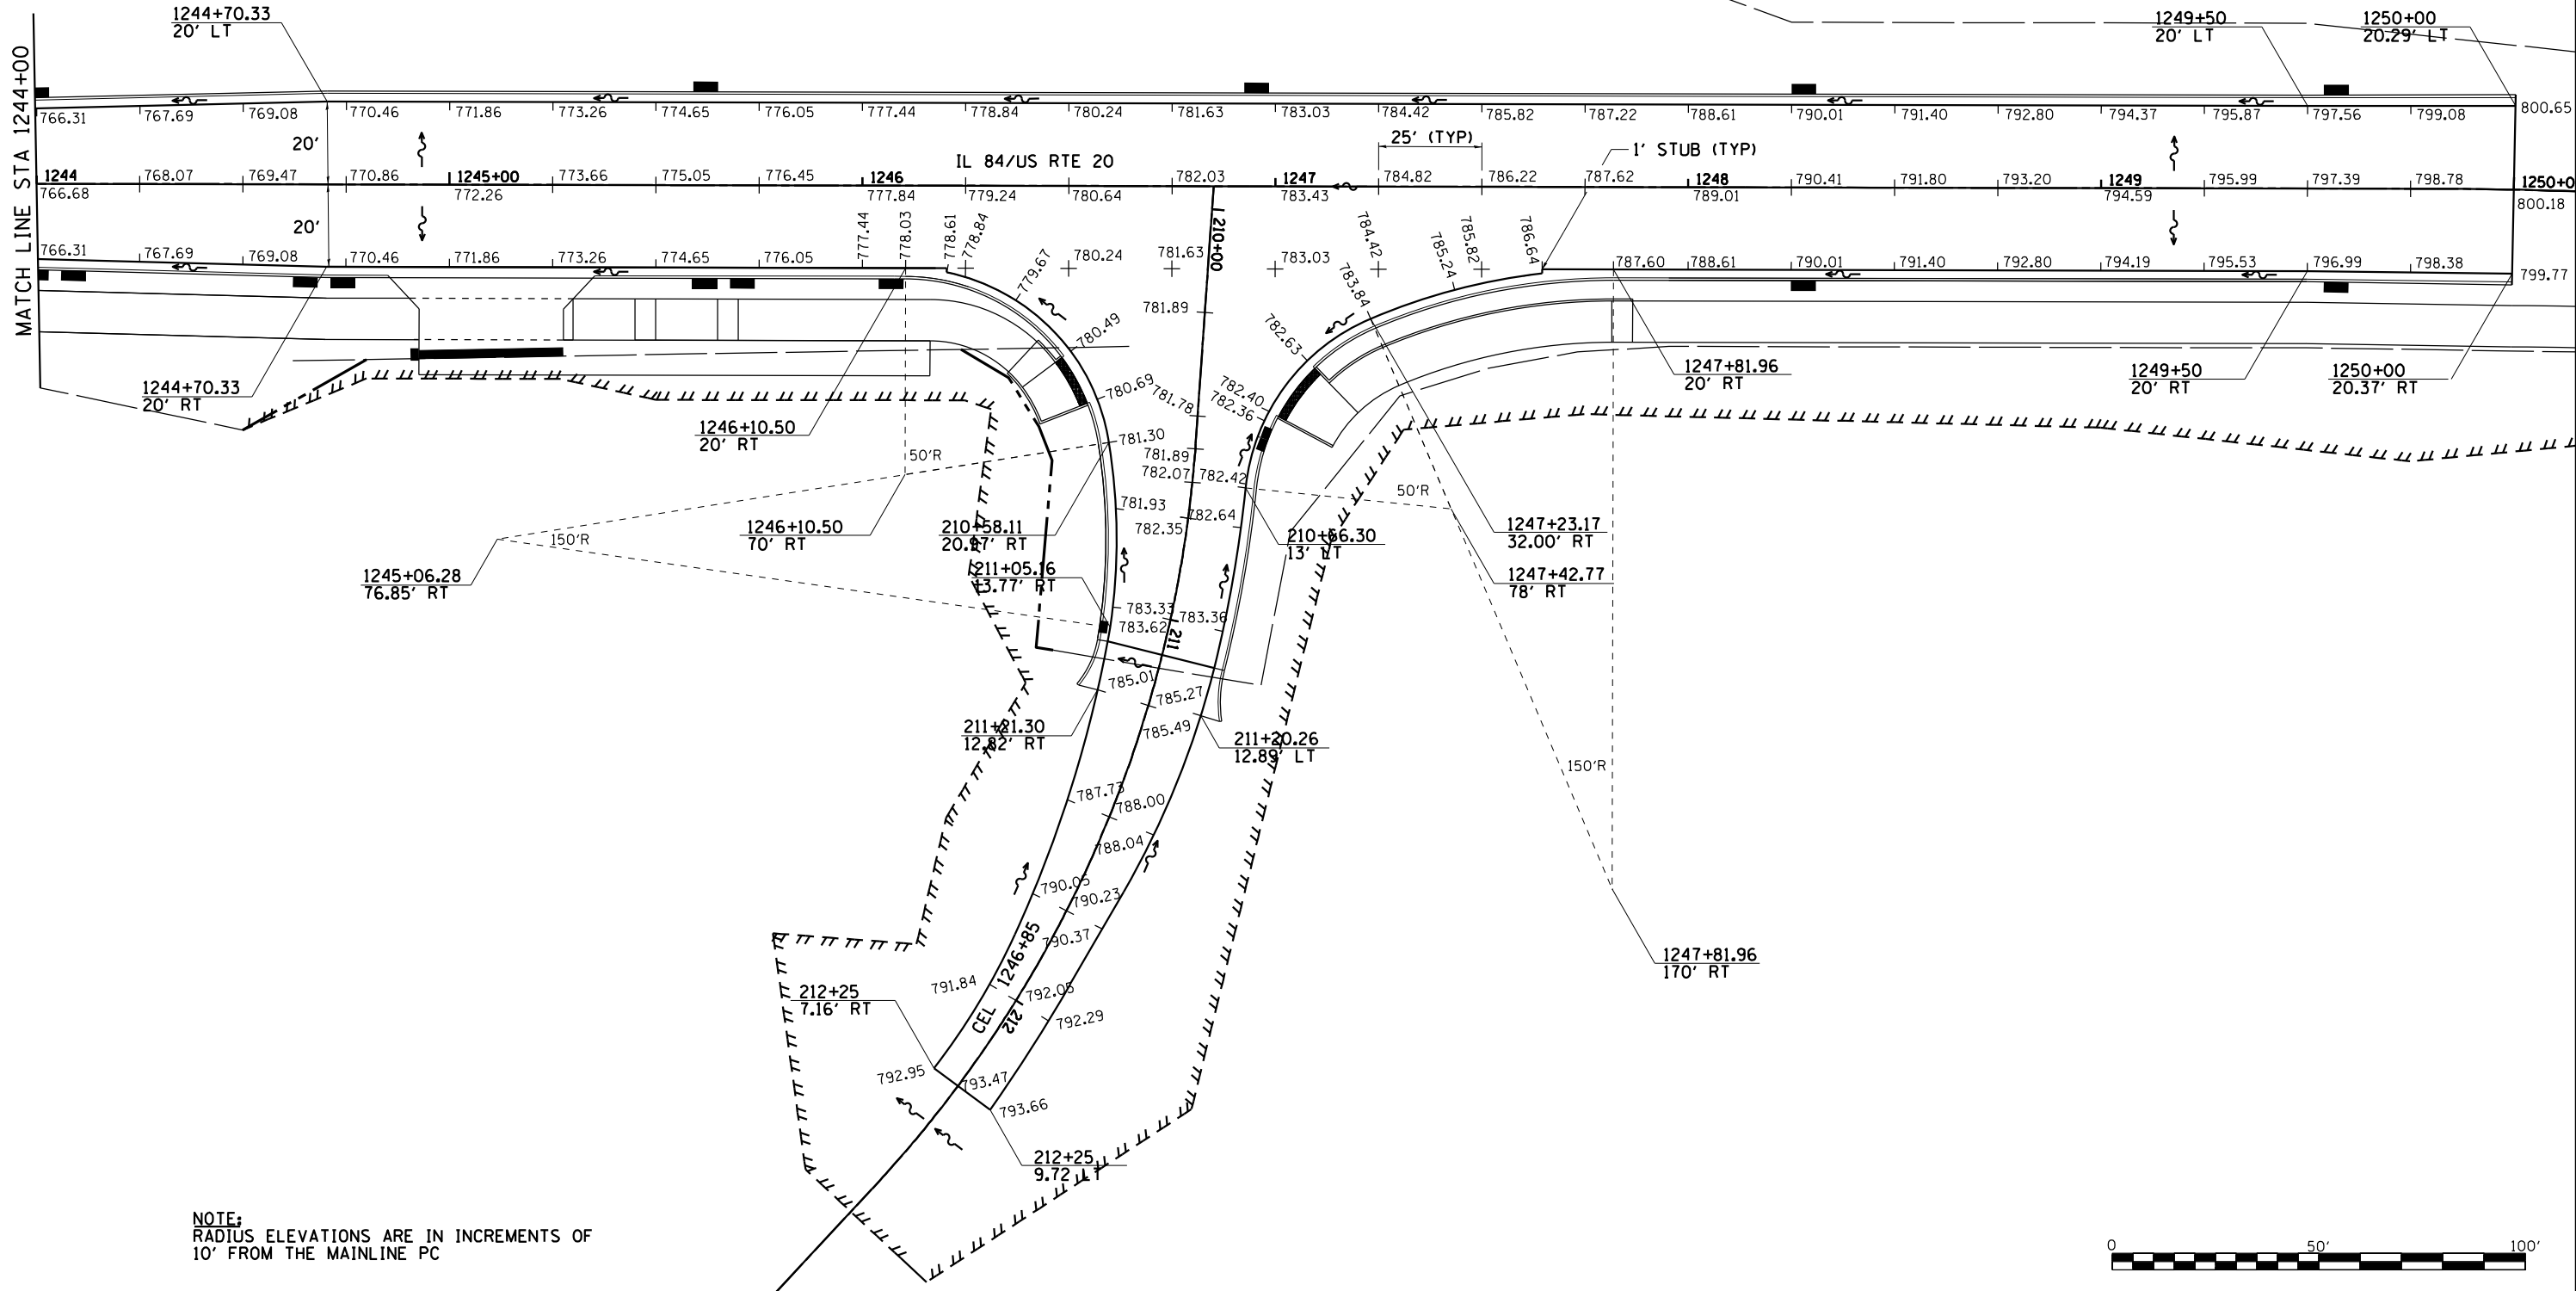 1244+70.33
20' LT
1249+50
20' LT
1250+00
20.29' LT
MATCH LINE STA 1244+00
766.31 767.69 769.08 770.46 771.86 773.26 774.65 776.05 777.44 778.84 780.24 781.63 783.03 784.42 785.82 787.22 788.61 790.01 791.40 792.80 794.37 795.87 797.56 799.08 800.65
20'
25' (TYP)
1' STUB (TYP)
IL 84/US RTE 20
1244 768.07 769.47 770.86 1245+00 773.66 775.05 776.45 1246 782.03 1247 784.82 786.22 787.62 1248 790.41 791.80 793.20 1249 795.99 797.39 798.78 1250+0
766.68 772.26 777.84 779.24 780.64 783.43 789.01 794.59 800.18
20'
210+00
777.44 778.03 778.61 778.84
784.42 785.24 785.82 786.64
766.31 767.69 769.08 770.46 771.86 773.26 774.65 776.05 780.24 781.63 783.03 787.60 788.61 790.01 791.40 792.80 794.19 795.53 796.99 798.38 799.77
779.67
783.84
781.89
780.49
782.63
1244+70.33
20' RT
1247+81.96
20' RT
1249+50
20' RT
1250+00
20.37' RT
780.69
781.78
782.40
782.36
1246+10.50
20' RT
781.30
50'R
781.89
782.07
782.42
50'R
781.93
782.35
782.64
1246+10.50
70' RT
210+58.11
20.97' RT
210+66.30
13' LT
1247+23.17
32.00' RT
150'R
1245+06.28
76.85' RT
211+05.16
13.77' RT
1247+42.77
78' RT
783.33
783.36
783.62
211
785.01
785.27
785.49
211+21.30
12.82' RT
211+20.26
12.89' LT
150'R
787.73
788.00
788.04
790.05
790.23
790.37
1247+81.96
170' RT
CEL 1246+85
791.84
792.05
212
792.29
212+25
7.16' RT
792.95
793.47
793.66
212+25
9.72 LT
NOTE:
RADIUS ELEVATIONS ARE IN INCREMENTS OF
10' FROM THE MAINLINE PC
0 50' 100'